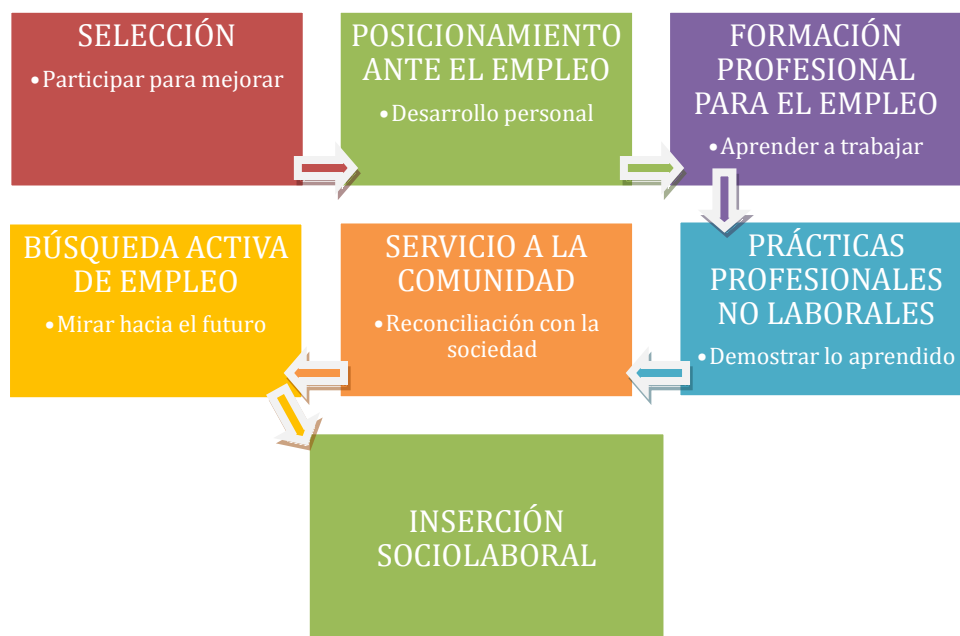 SELECCIÓN
•Participar para mejorar
POSICIONAMIENTO
ANTE EL EMPLEO
•Desarrollo personal
FORMACIÓN
PROFESIONAL
PARA EL EMPLEO
•Aprender a trabajar
PRÁCTICAS
PROFESIONALES
NO LABORALES
•Demostrar lo aprendido
SERVICIO A LA
COMUNIDAD
•Reconciliación con la
sociedad
BÚSQUEDA ACTIVA
DE EMPLEO
•Mirar hacia el futuro
INSERCIÓN
SOCIOLABORAL